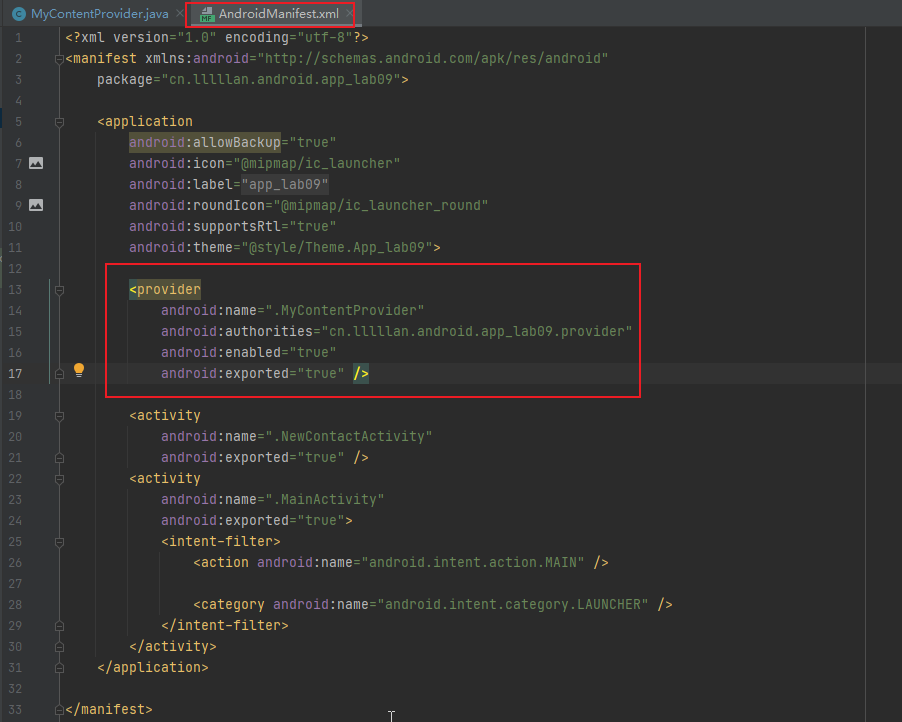 MyContentProvider.java AndroidManifest.xml
1 <?xml version="1.0" encoding="utf-8"?>
2 <manifest xmlns:android="http://schemas.android.com/apk/res/android"
3 package="cn.lllllan.android.app_lab09">
4
5 <application
6 android:allowBackup="true"
7 android:icon="@mipmap/ic_launcher"
8 android:label="app_lab09"
9 android:roundIcon="@mipmap/ic_launcher_round"
10 android:supportsRtl="true"
11 android:theme="@style/Theme.App_lab09">
12
13 <provider
14 android:name=".MyContentProvider"
15 android:authorities="cn.lllllan.android.app_lab09.provider"
16 android:enabled="true"
17 android:exported="true" />
18
19 <activity
20 android:name=".NewContactActivity"
21 android:exported="true" />
22 <activity
23 android:name=".MainActivity"
24 android:exported="true">
25 <intent-filter>
26 <action android:name="android.intent.action.MAIN" />
27
28 <category android:name="android.intent.category.LAUNCHER" />
29 </intent-filter>
30 </activity>
31 </application>
32
33 </manifest>